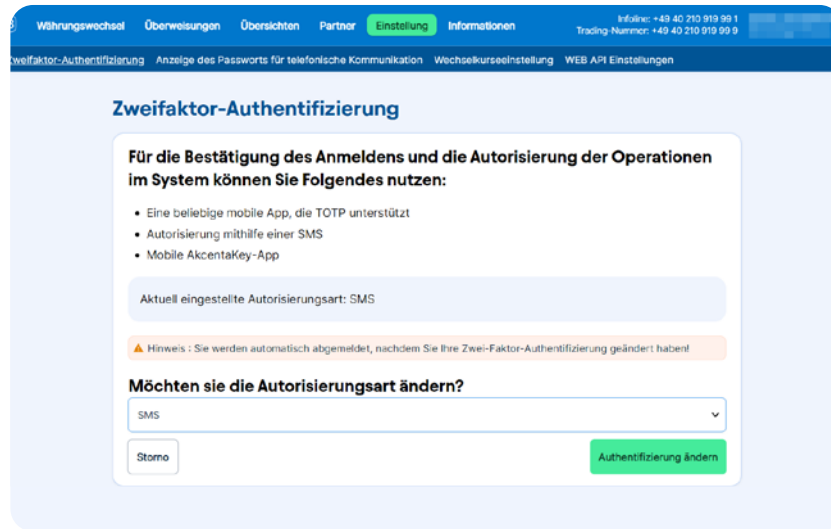 Währungswechsel Überweisungen Übersichten Partner Einstellung Informationen
Infoline: +49 40 210 919 99 1
Trading-Nummer: +49 40 210 919 99 9
Zweifaktor-Authentifizierung Anzeige des Passworts für telefonische Kommunikation Wechselkurseeinstellung WEB API Einstellungen
Zweifaktor-Authentifizierung
Für die Bestätigung des Anmeldens und die Autorisierung der Operationen
im System können Sie Folgendes nutzen:
• Eine beliebige mobile App, die TOTP unterstützt
• Autorisierung mithilfe einer SMS
• Mobile AkcentaKey-App
Aktuell eingestellte Autorisierungsart: SMS
Hinweis : Sie werden automatisch abgemeldet, nachdem Sie Ihre Zwei-Faktor-Authentifizierung geändert haben!
Möchten sie die Autorisierungsart ändern?
SMS
Storno Authentifizierung ändern